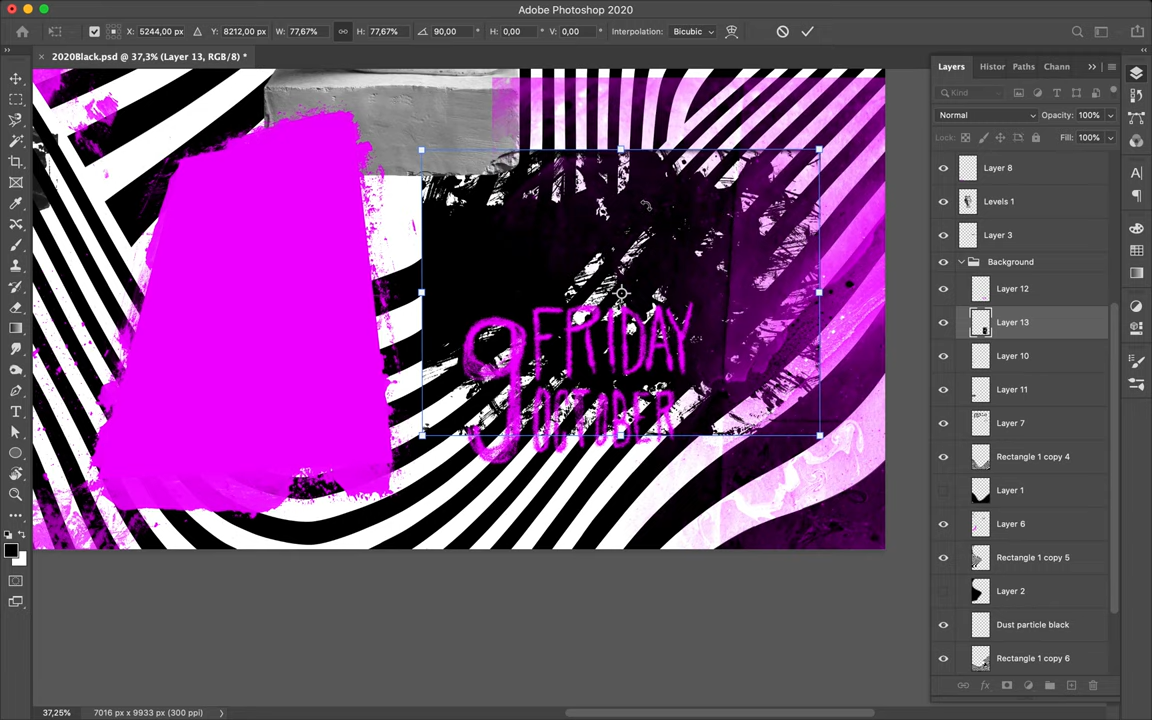 Adobe Photoshop 2020
X: 5244,00 px Y: 8212,00 px W: 77,67% H: 77,67% 90,00 ° H: 0,00 ° V: 0,00 ° Interpolation: Bicubic
2020Black.psd @ 37,3% (Layer 13, RGB/8) *
Layers Histor Paths Chann
Kind
Normal Opacity: 100%
Lock: Fill: 100%
Layer 8
Levels 1
Layer 3
Background
Layer 12
Layer 13
Layer 10
Layer 11
Layer 7
Rectangle 1 copy 4
Layer 1
Layer 6
Rectangle 1 copy 5
Layer 2
Dust particle black
Rectangle 1 copy 6
9 FRIDAY
OCTOBER
37,25% 7016 px x 9933 px (300 ppi)